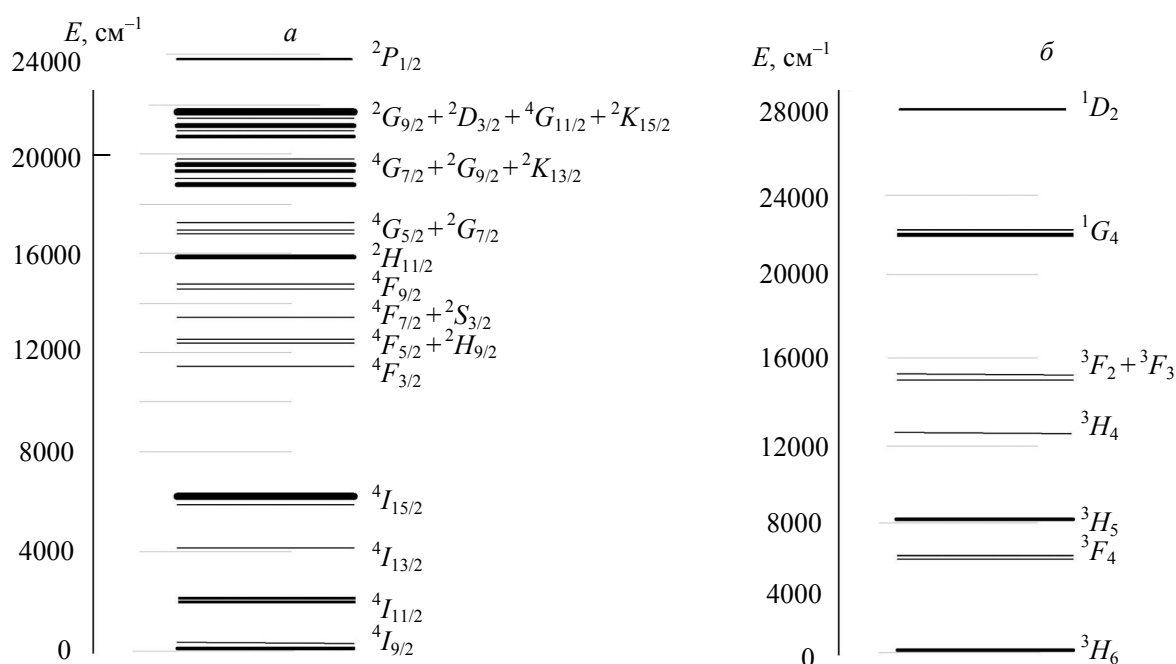 E, см⁻¹ а
24000 ²P₁/₂
²G₉/₂ + ²D₃/₂ + ⁴G₁₁/₂ + ²K₁₅/₂
20000 ⁴G₇/₂ + ²G₉/₂ + ²K₁₃/₂
⁴G₅/₂ + ²G₇/₂
16000 ²H₁₁/₂
⁴F₉/₂
⁴F₇/₂ + ²S₃/₂
12000 ⁴F₅/₂ + ²H₉/₂
⁴F₃/₂
8000
⁴I₁₅/₂
4000 ⁴I₁₃/₂
⁴I₁₁/₂
0 ⁴I₉/₂
E, см⁻¹ б
28000 ¹D₂
24000
¹G₄
20000
16000 ³F₂ + ³F₃
³H₄
12000
8000 ³H₅
³F₄
4000
0 ³H₆